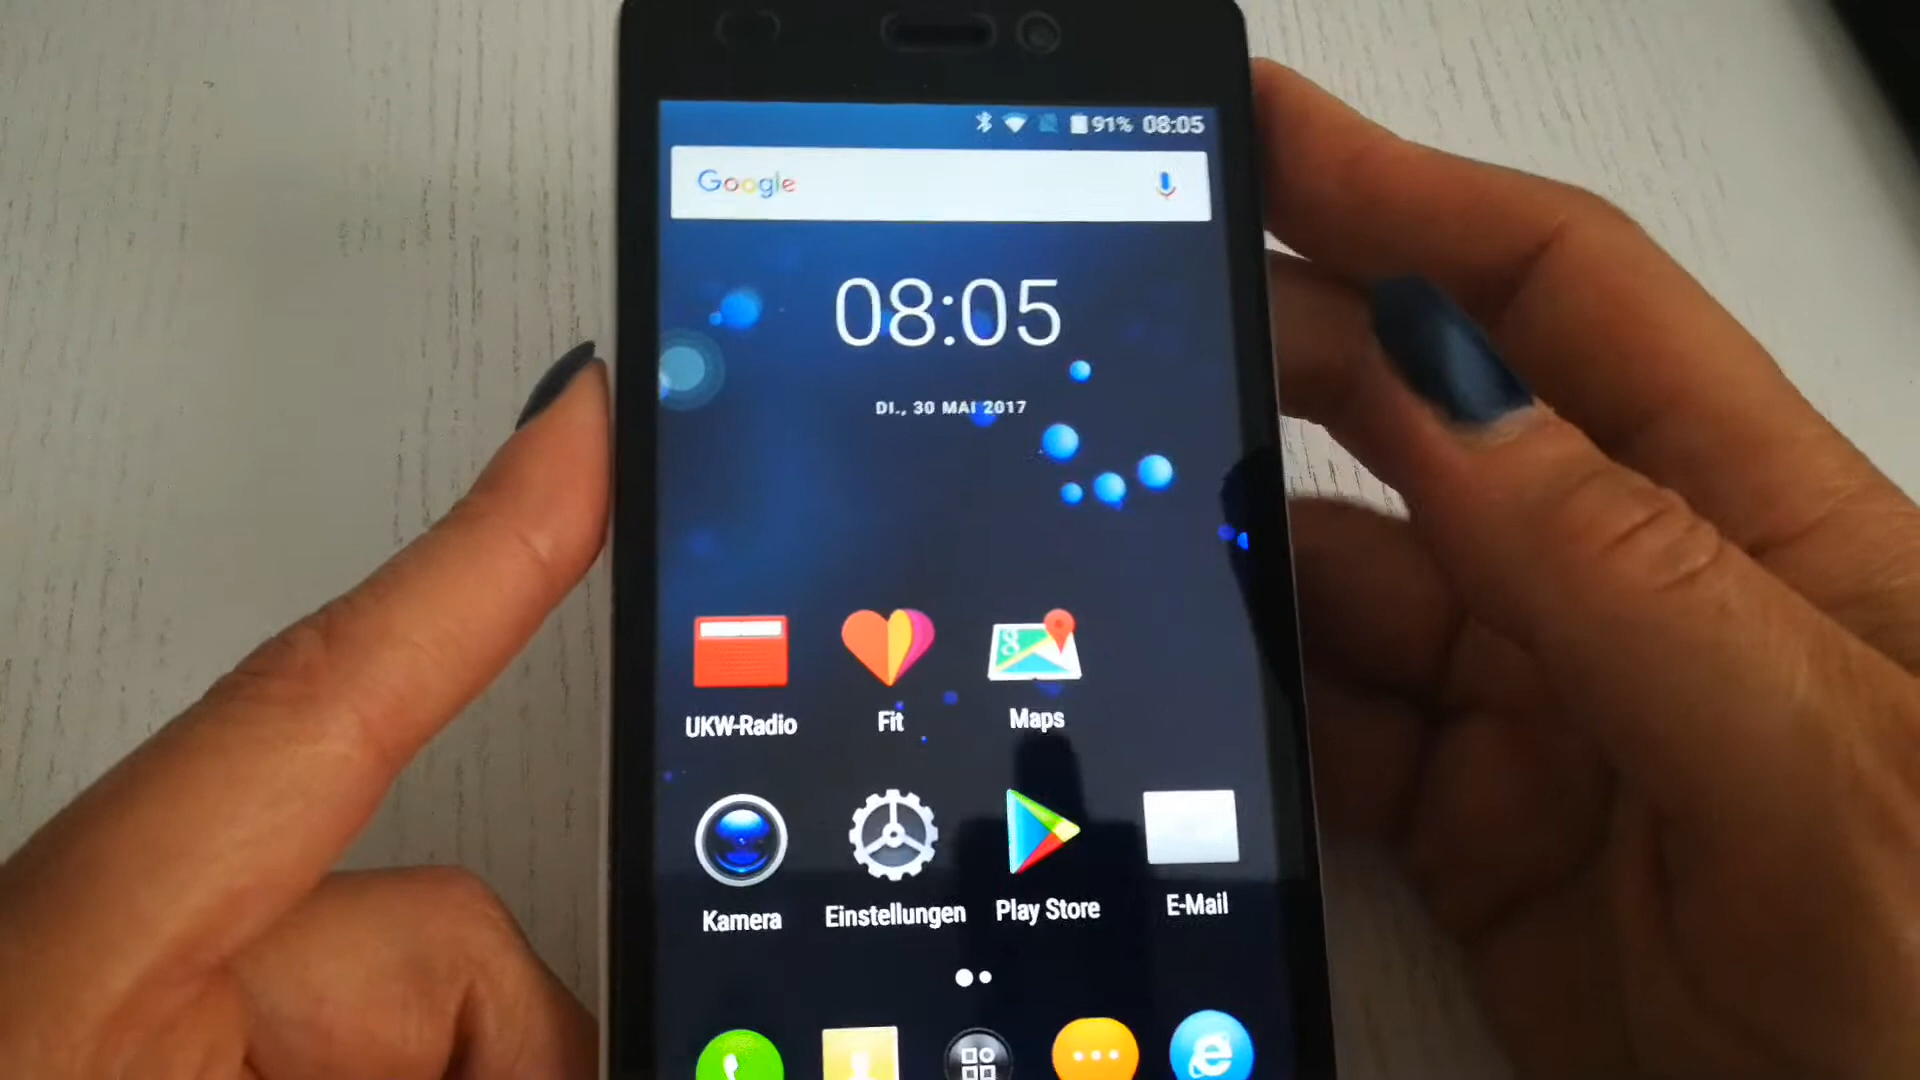 91% 08:05
Google
08:05
DI., 30 MAI 2017
UKW-Radio Fit Maps
Kamera Einstellungen Play Store E-Mail